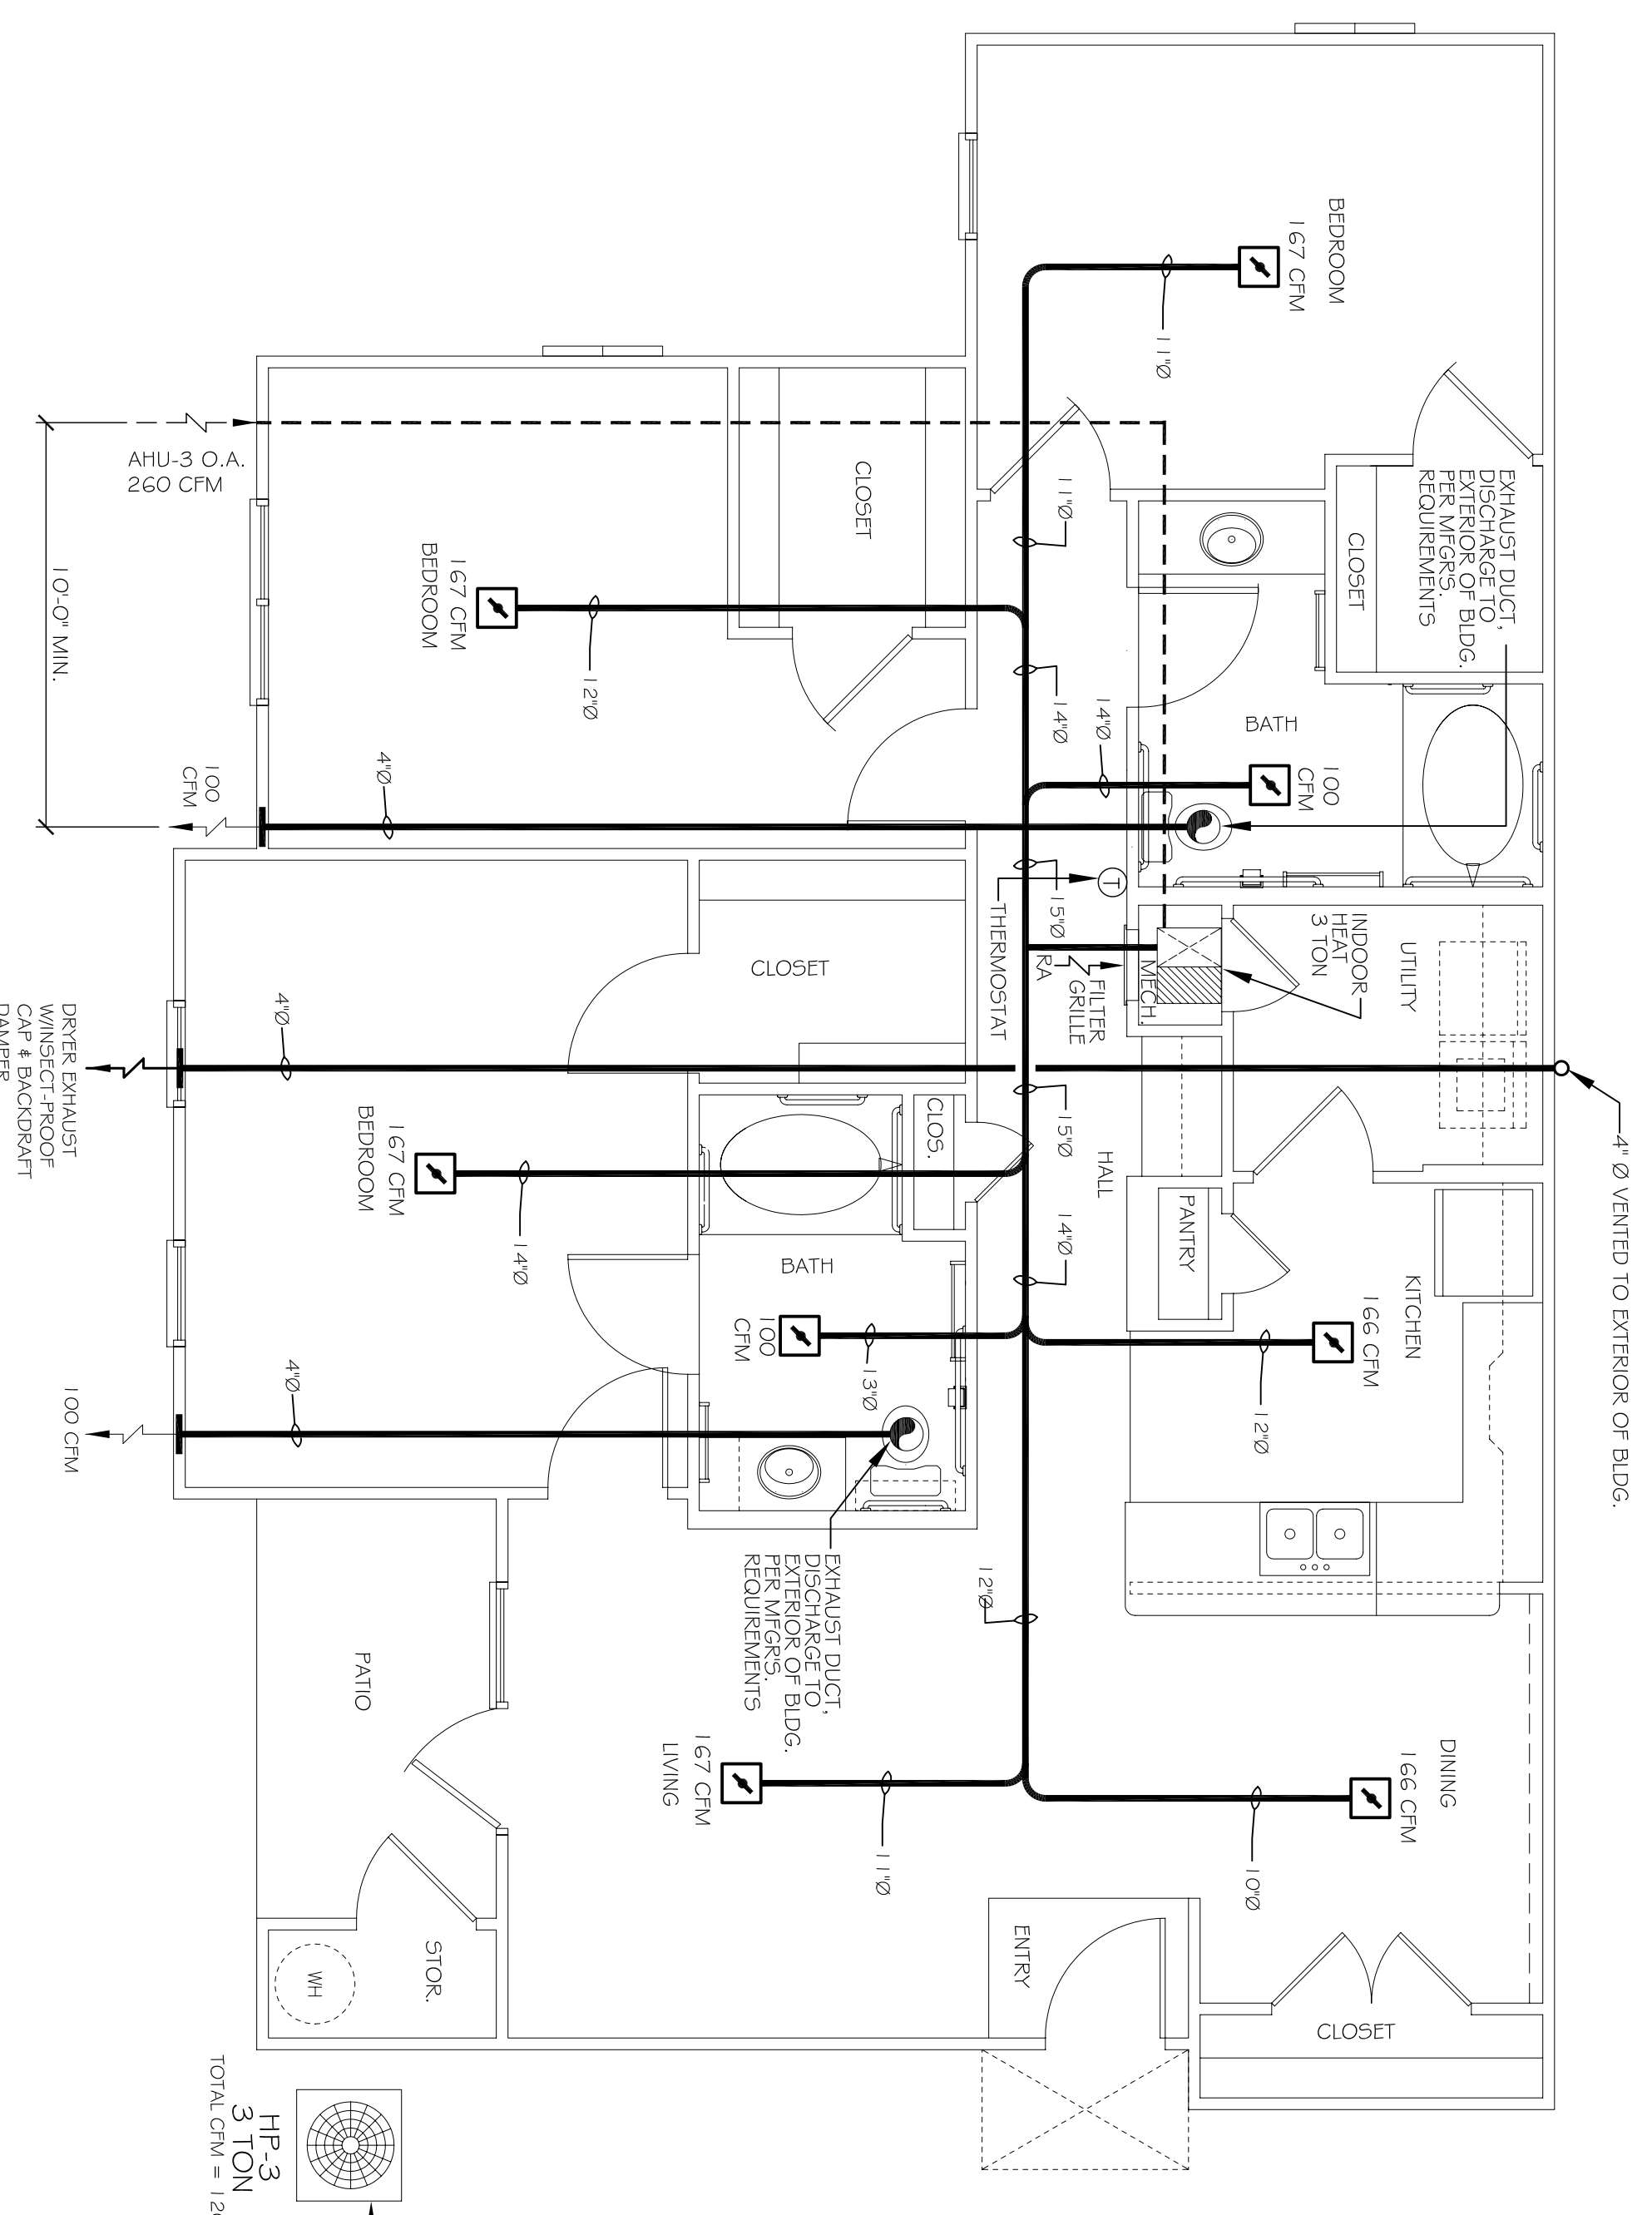 4" Ø VENTED TO EXTERIOR OF BLDG.
BEDROOM
167 CFM
11"Ø
EXHAUST DUCT,
DISCHARGE TO
EXTERIOR OF BLDG.
PER MFGR'S.
REQUIREMENTS
CLOSET
BATH
100
CFM
14"Ø
INDOOR
HEAT
3 TON
UTILITY
MECH.
FILTER
GRILLE
RA
THERMOSTAT
T
11"Ø
14"Ø
15"Ø
15"Ø
HALL
14"Ø
PANTRY
KITCHEN
166 CFM
12"Ø
12"Ø
DINING
166 CFM
10"Ø
ENTRY
CLOSET
CLOSET
167 CFM
BEDROOM
12"Ø
AHU-3 O.A.
260 CFM
10'-0" MIN.
4"Ø
100
CFM
CLOSET
4"Ø
DRYER EXHAUST
W/INSECT-PROOF
CAP & BACKDRAFT
DAMPER
167 CFM
BEDROOM
14"Ø
CLOS.
BATH
100
CFM
13"Ø
4"Ø
100 CFM
EXHAUST DUCT,
DISCHARGE TO
EXTERIOR OF BLDG.
PER MFGR'S.
REQUIREMENTS
167 CFM
LIVING
11"Ø
PATIO
STOR.
WH
HP-3
3 TON
TOTAL CFM =